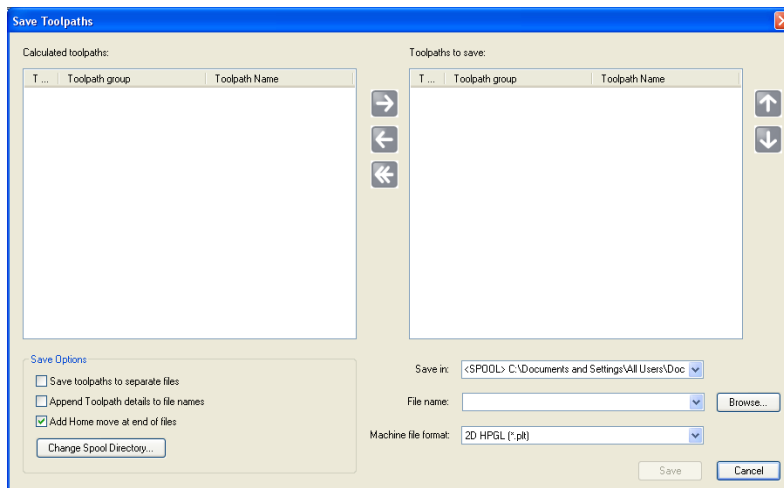 Save Toolpaths
Calculated toolpaths:
T ... Toolpath group Toolpath Name
Toolpaths to save:
T ... Toolpath group Toolpath Name
Save Options
Save toolpaths to separate files
Append Toolpath details to file names
Add Home move at end of files
Change Spool Directory...
Save in: <SPOOL> C:\Documents and Settings\All Users\Doc
File name:
Browse...
Machine file format: 2D HPGL (*.plt)
Save
Cancel